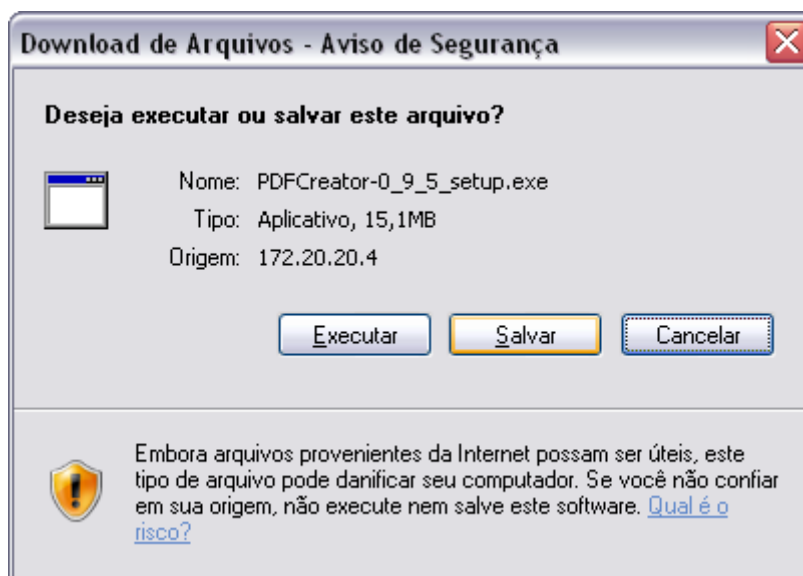 Download de Arquivos - Aviso de Segurança
Deseja executar ou salvar este arquivo?
Nome: PDFCreator-0_9_5_setup.exe
Tipo: Aplicativo, 15,1MB
Origem: 172.20.20.4
Executar Salvar Cancelar
Embora arquivos provenientes da Internet possam ser úteis, este
tipo de arquivo pode danificar seu computador. Se você não confiar
em sua origem, não execute nem salve este software. Qual é o
risco?